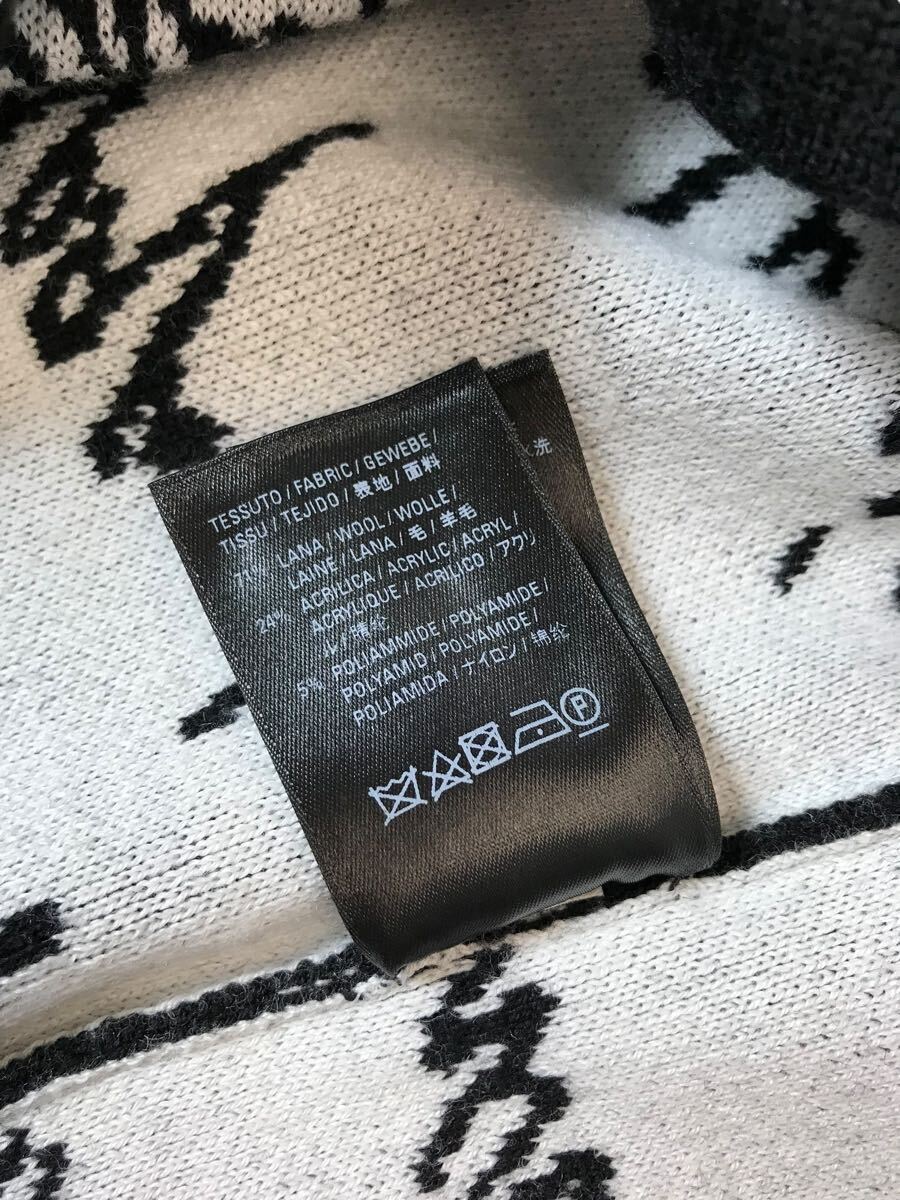 TESSUTO / FABRIC / GEWEBE /
TISSU / TEJIDO / 表地 / 面料
71% LANA / WOOL / WOLLE /
LAINE / LANA / 毛 / 羊毛
24% ACRILICA / ACRYLIC / ACRYL /
ACRYLIQUE / ACRILICO / アクリ
ル / 腈纶
5% POLIAMMIDE / POLYAMIDE /
POLYAMID / POLYAMIDE /
POLIAMIDA / ナイロン / 锦纶
P
水洗